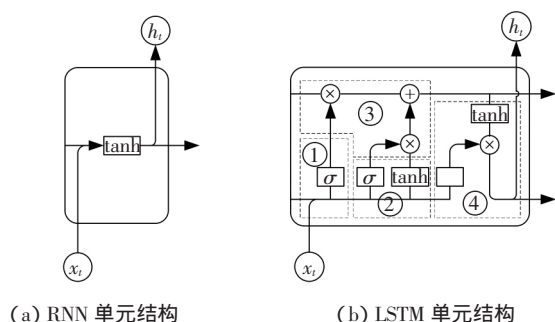 h_t
h_t
×
+
tanh
③
tanh
×
×
①
σ
σ
tanh
②
④
x_t
x_t
(a) RNN 单元结构
(b) LSTM 单元结构